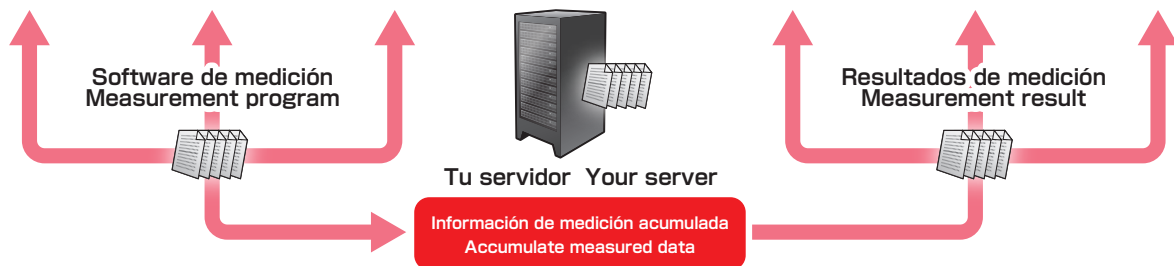 Software de medición
Measurement program
Tu servidor Your server
Información de medición acumulada
Accumulate measured data
Resultados de medición
Measurement result